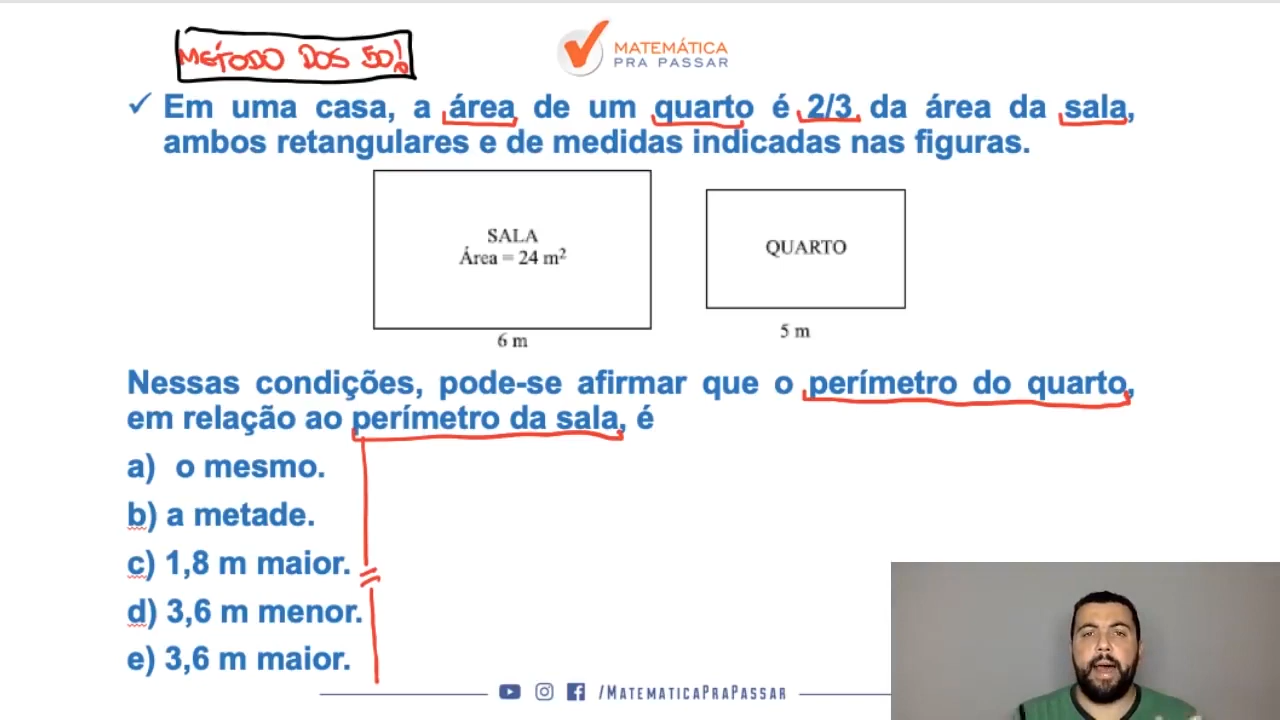 METÓDO DOS 50!
MATEMÁTICA
PRA PASSAR
✓ Em uma casa, a área de um quarto é 2/3 da área da sala,
ambos retangulares e de medidas indicadas nas figuras.
SALA
Área = 24 m²
6 m
QUARTO
5 m
Nessas condições, pode-se afirmar que o perímetro do quarto,
em relação ao perímetro da sala, é
a) o mesmo.
b) a metade.
c) 1,8 m maior.
d) 3,6 m menor.
e) 3,6 m maior.
/MATEMATICAPRAPASSAR